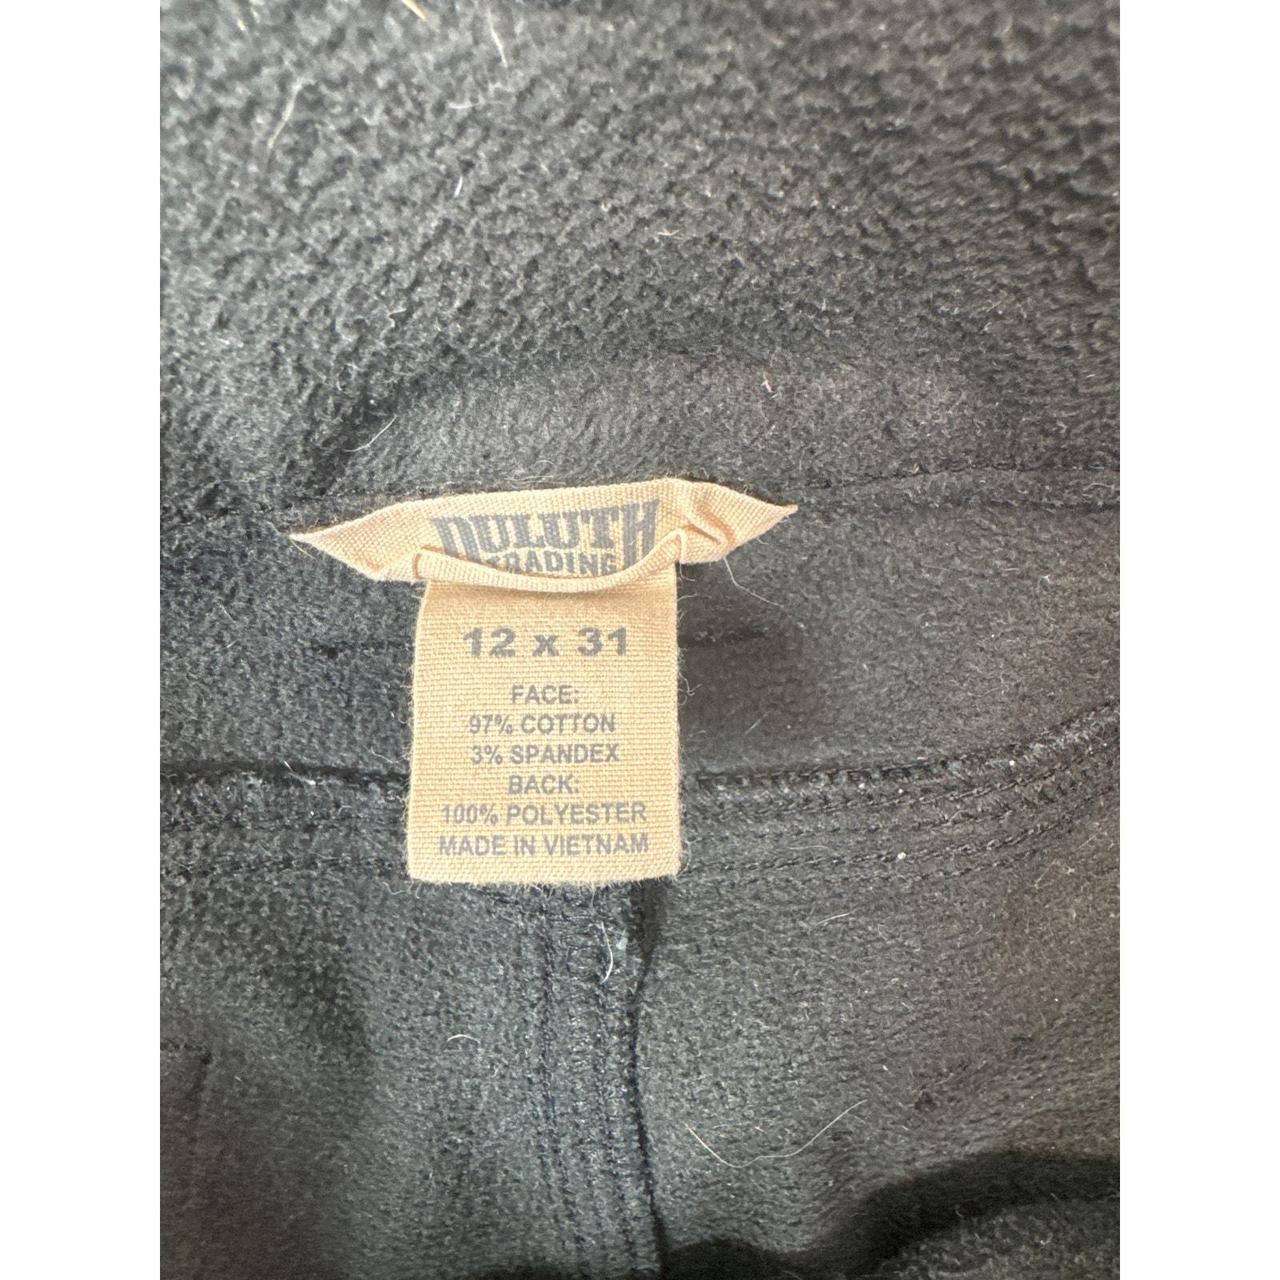 DULUTH
TRADING
12 x 31
FACE:
97% COTTON
3% SPANDEX
BACK:
100% POLYESTER
MADE IN VIETNAM